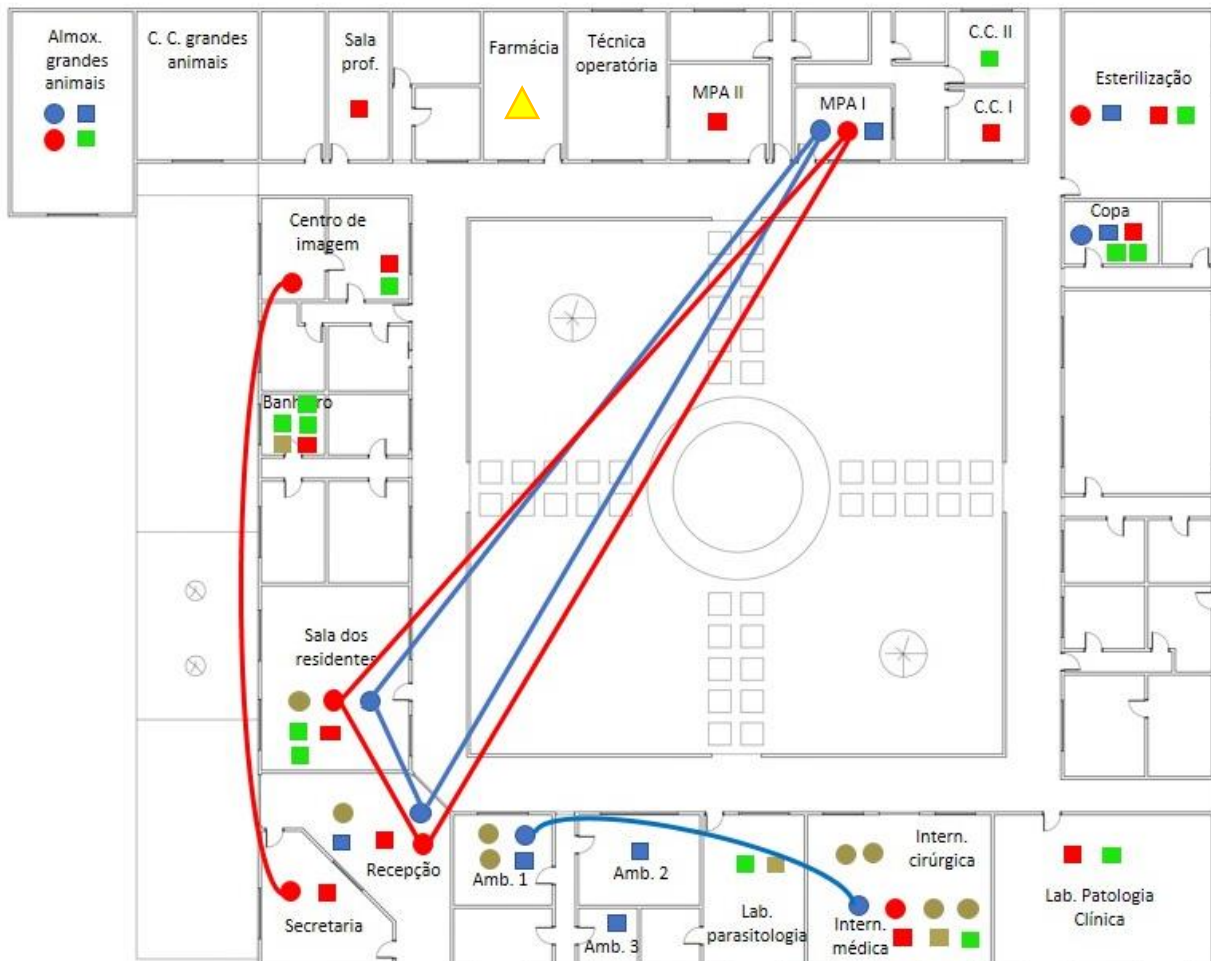 Almox.
grandes
animais
C. C. grandes
animais
Sala
prof.
Farmácia
Técnica
operatória
MPA II
MPA I
C.C. II
C.C. I
Esterilização
Copa
Centro de
imagem
Banheiro
Sala dos
residentes
Recepção
Secretaria
Amb. 1
Amb. 2
Amb. 3
Lab.
parasitologia
Intern.
cirúrgica
Intern.
médica
Lab. Patologia
Clínica